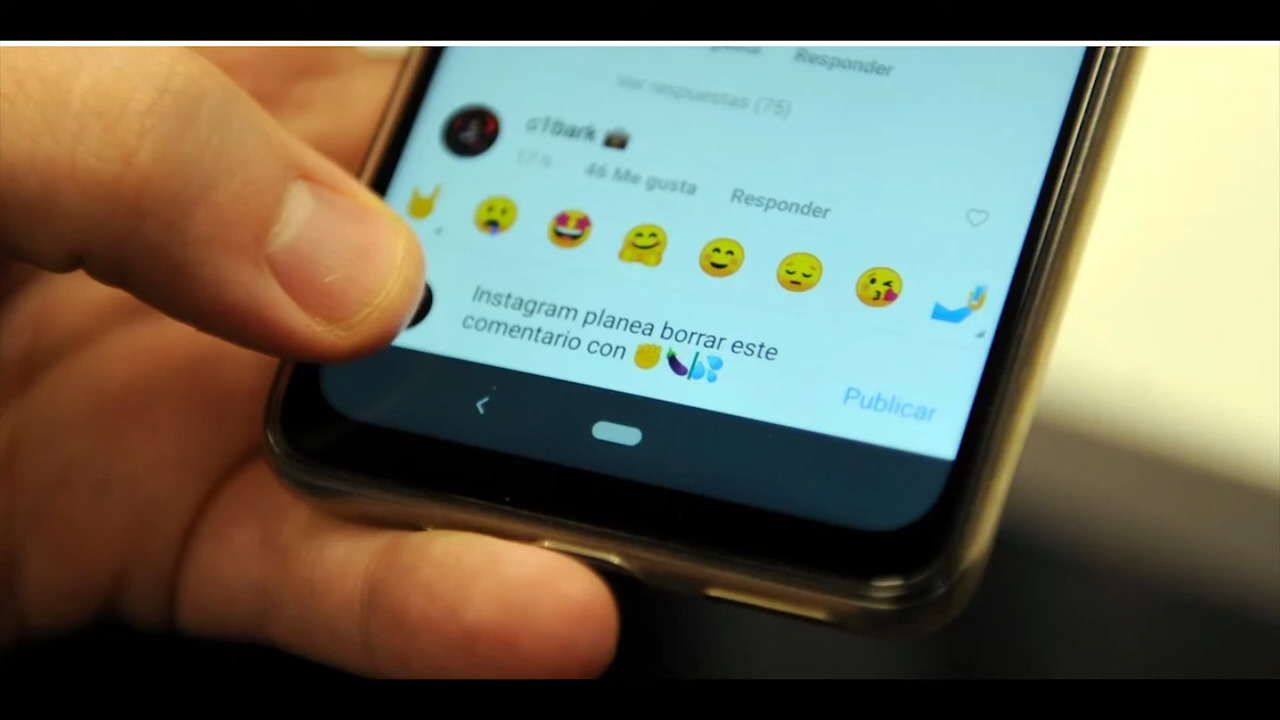 Responder
Ver respuestas (75)
46 Me gusta Responder
Instagram planea borrar este
comentario con ✊🍆💦
Publicar